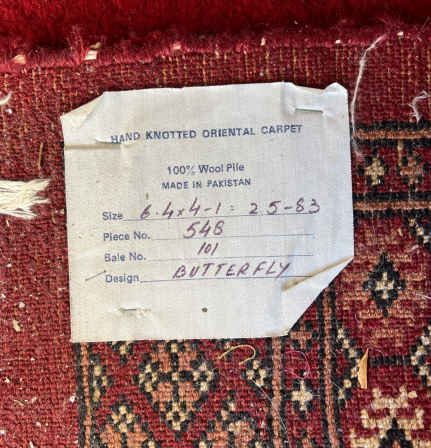 HAND KNOTTED ORIENTAL CARPET
100% Wool Pile
MADE IN PAKISTAN
Size 6-4x4-1 = 25-83
Piece No. 548
Bale No. 101
Design BUTTERFLY